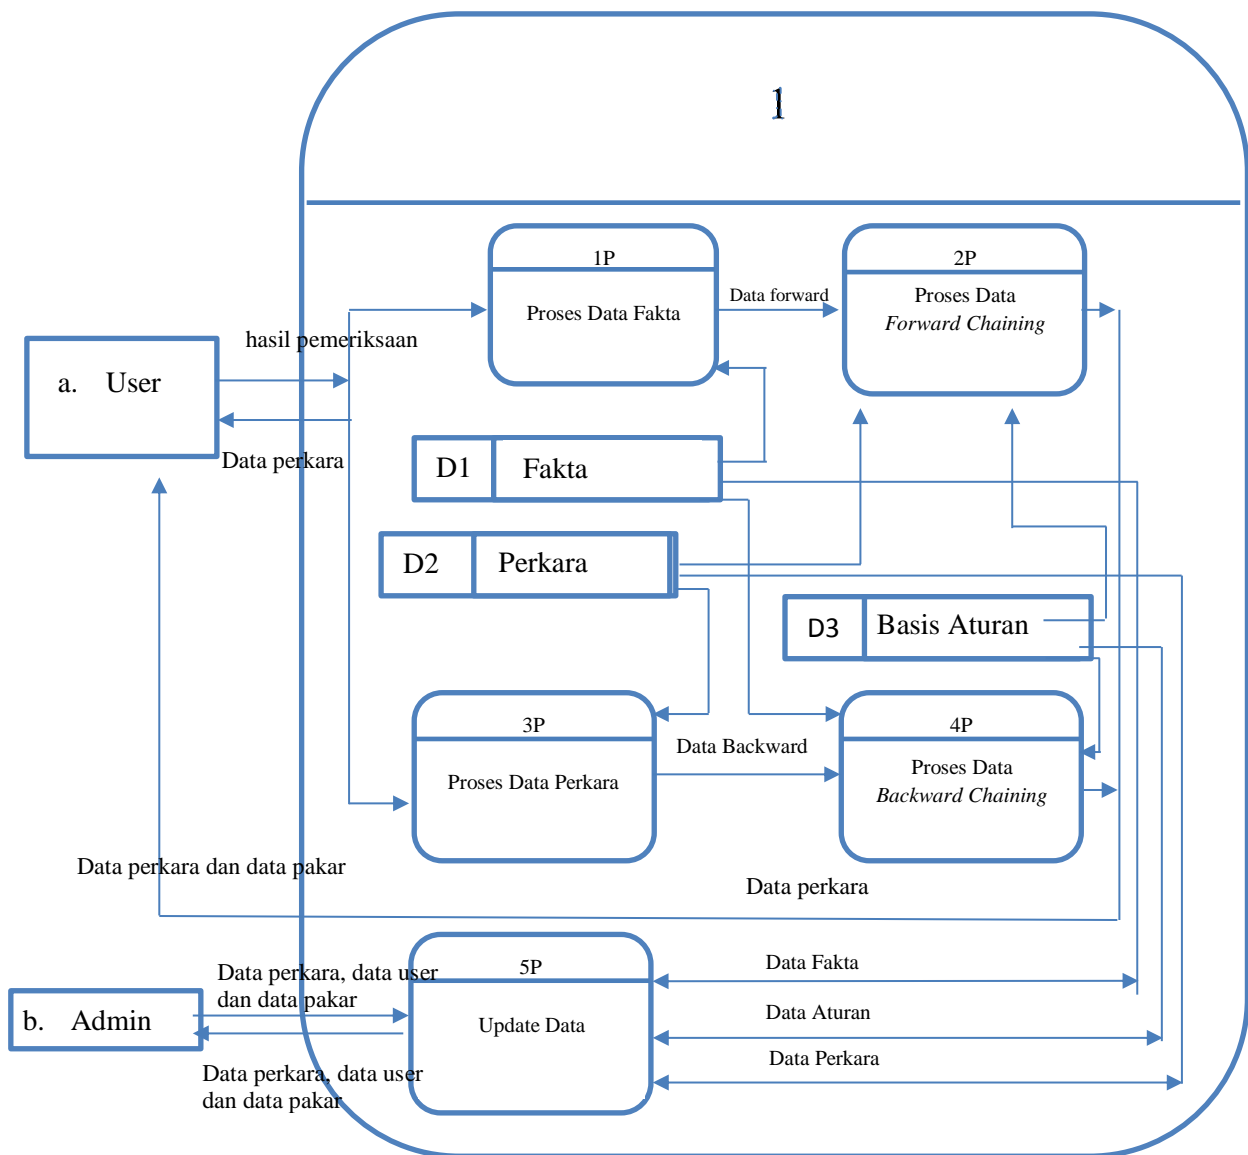 1
1P
Proses Data Fakta
Data forward
2P
Proses Data
Forward Chaining
hasil pemeriksaan
a. User
Data perkara
D1 Fakta
D2 Perkara
D3 Basis Aturan
3P
Proses Data Perkara
Data Backward
4P
Proses Data
Backward Chaining
Data perkara dan data pakar
Data perkara
5P
Update Data
Data perkara, data user
dan data pakar
b. Admin
Data perkara, data user
dan data pakar
Data Fakta
Data Aturan
Data Perkara